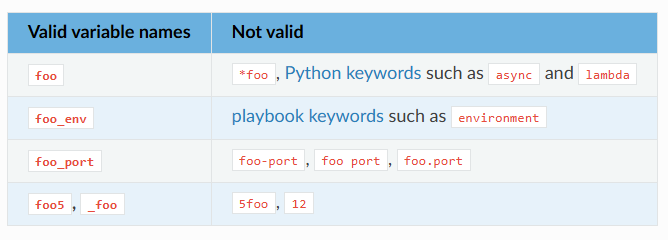 Valid variable names Not valid
foo *foo, Python keywords such as async and lambda
foo_env playbook keywords such as environment
foo_port foo-port, foo port, foo.port
foo5, _foo 5foo, 12